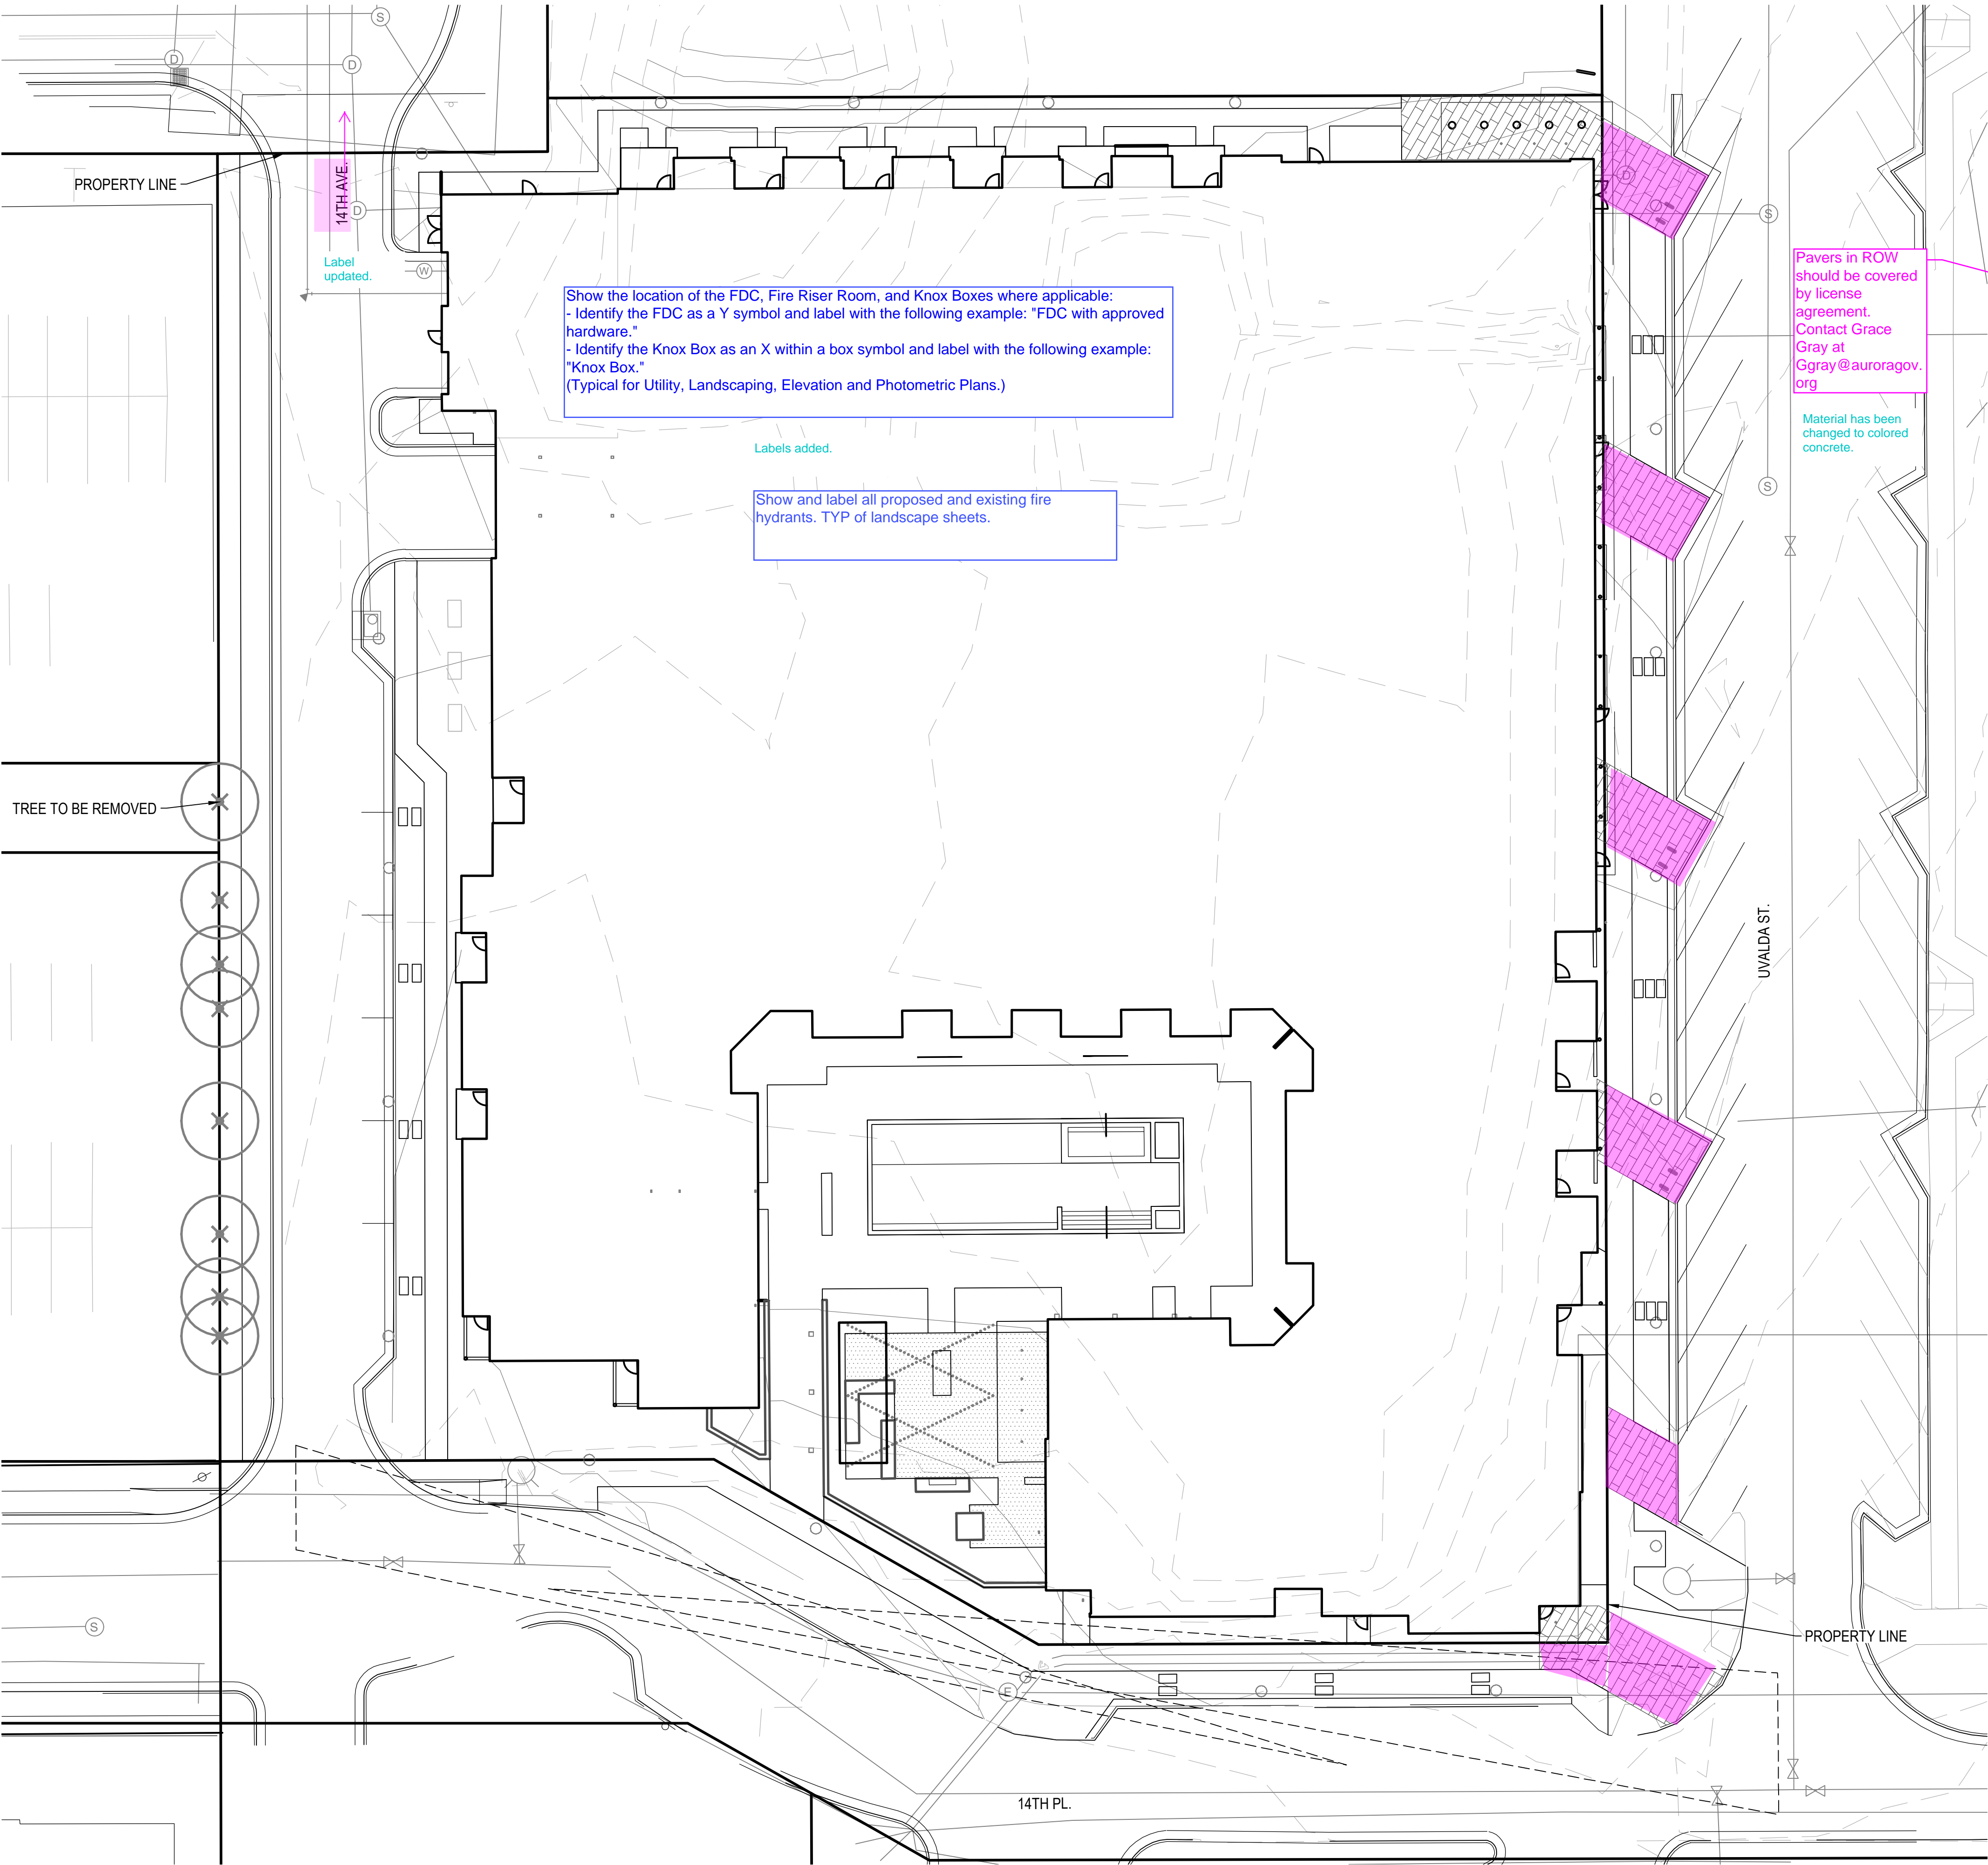 S
D
D
14TH AVE.
PROPERTY LINE
D
D
S
Label
updated.
W
Pavers in ROW
should be covered
by license
agreement.
Contact Grace
Gray at
Ggray@auroragov.
org
Show the location of the FDC, Fire Riser Room, and Knox Boxes where applicable:
- Identify the FDC as a Y symbol and label with the following example: "FDC with approved
hardware."
- Identify the Knox Box as an X within a box symbol and label with the following example:
"Knox Box."
(Typical for Utility, Landscaping, Elevation and Photometric Plans.)
Material has been
changed to colored
concrete.
Labels added.
S
Show and label all proposed and existing fire
hydrants. TYP of landscape sheets.
TREE TO BE REMOVED
UVALDA ST.
S
PROPERTY LINE
E
14TH PL.